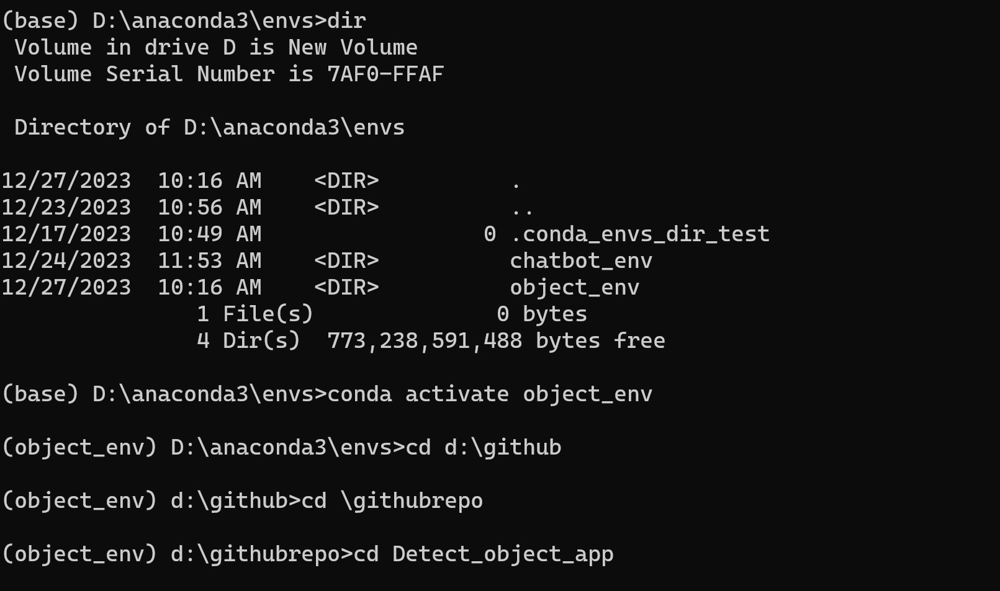 (base) D:\anaconda3\envs>dir
 Volume in drive D is New Volume
 Volume Serial Number is 7AF0-FFAF

 Directory of D:\anaconda3\envs

12/27/2023  10:16 AM    <DIR>          .
12/23/2023  10:56 AM    <DIR>          ..
12/17/2023  10:49 AM                 0 .conda_envs_dir_test
12/24/2023  11:53 AM    <DIR>          chatbot_env
12/27/2023  10:16 AM    <DIR>          object_env
               1 File(s)              0 bytes
               4 Dir(s)  773,238,591,488 bytes free

(base) D:\anaconda3\envs>conda activate object_env

(object_env) D:\anaconda3\envs>cd d:\github

(object_env) d:\github>cd \githubrepo

(object_env) d:\githubrepo>cd Detect_object_app